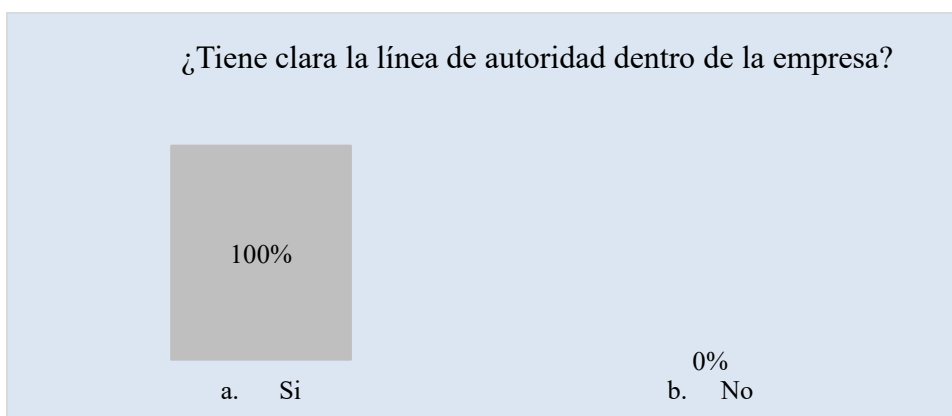 ¿Tiene clara la línea de autoridad dentro de la empresa?
100%
0%
a. Si
b. No